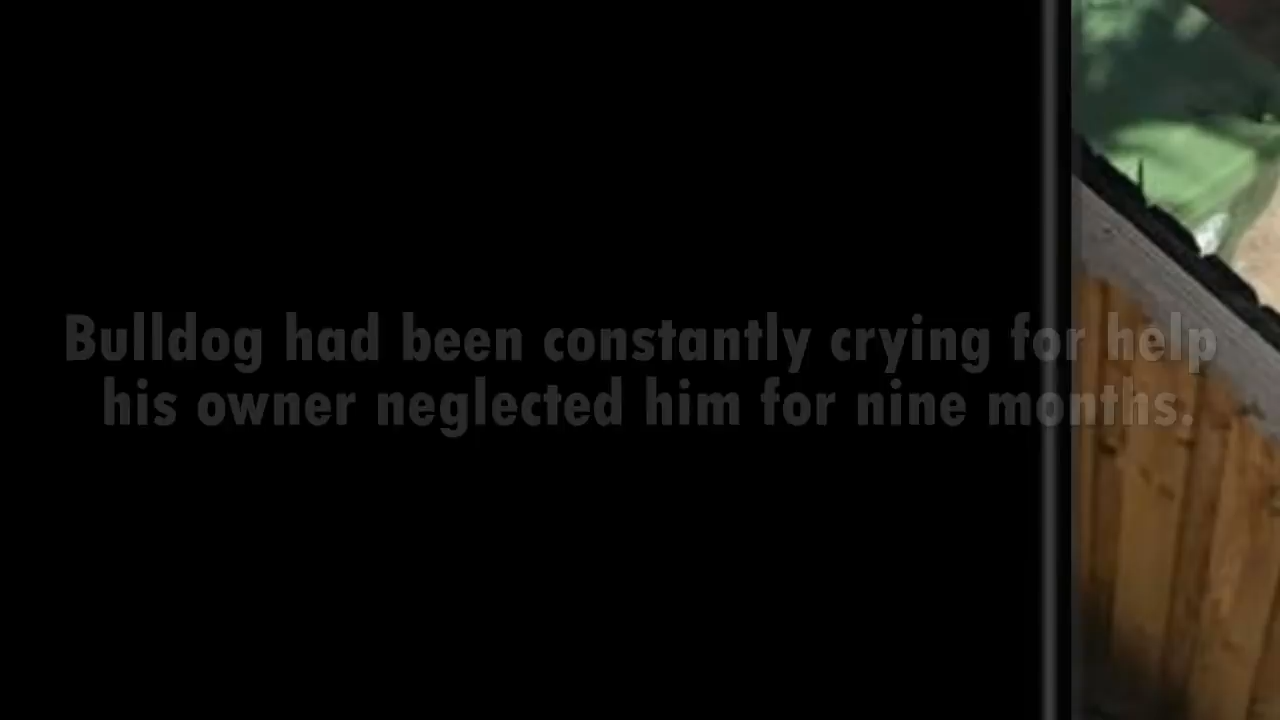 Bulldog had been constantly crying for help
his owner neglected him for nine months.